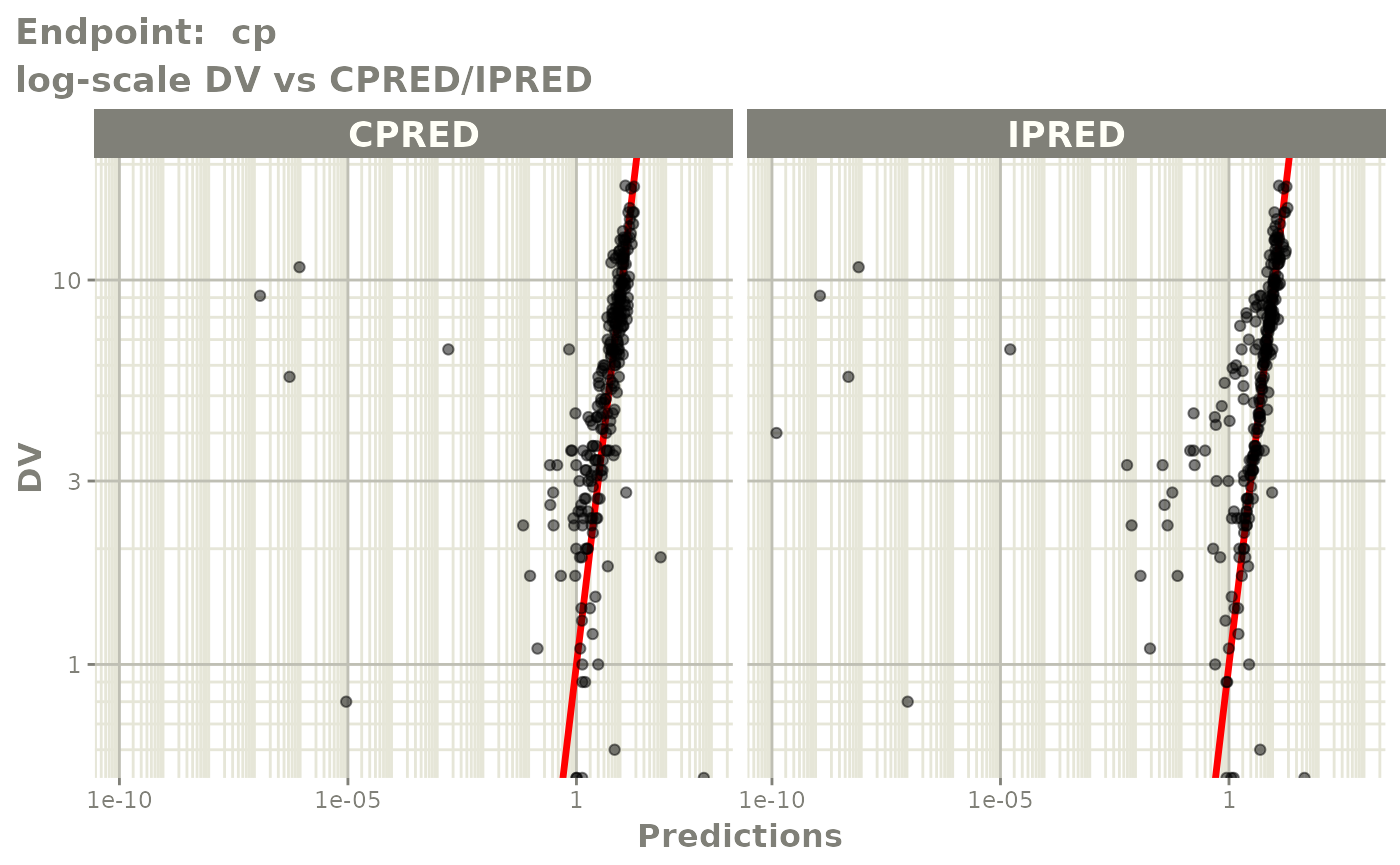 Endpoint:  cp
log-scale DV vs CPRED/IPRED
CPRED
IPRED
DV
10
3
1
1e-10
1e-05
1
1e-10
1e-05
1
Predictions